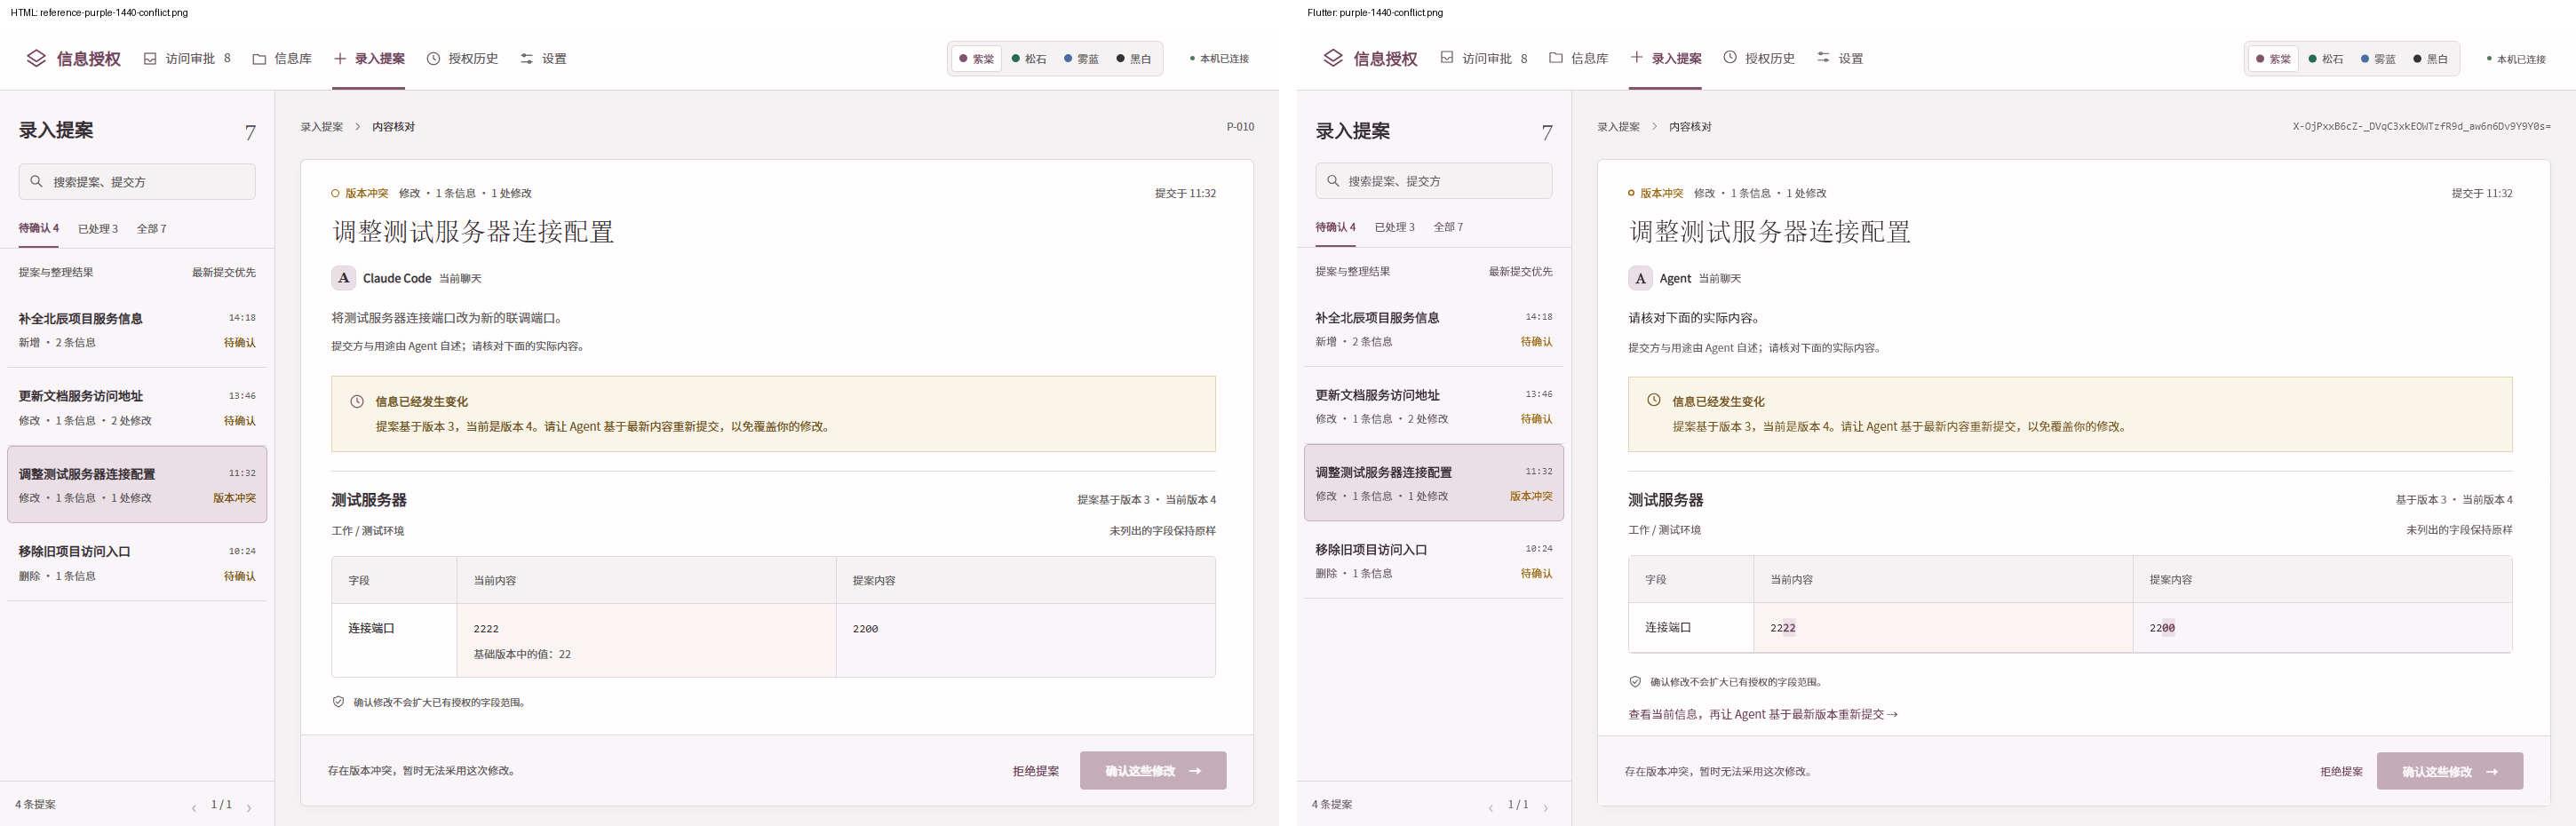 HTML: reference-purple-1440-conflict.png
信息授权 访问审批 8 信息库 录入提案 授权历史 设置 紫棠 松石 雾蓝 黑白 本机已连接
录入提案 7
搜索提案、提交方
待确认 4 已处理 3 全部 7
提案与整理结果 最新提交优先
补全北辰项目服务信息 14:18
新增 · 2 条信息 待确认
更新文档服务访问地址 13:46
修改 · 1 条信息 · 2 处修改 待确认
调整测试服务器连接配置 11:32
修改 · 1 条信息 · 1 处修改 版本冲突
移除旧项目访问入口 10:24
删除 · 1 条信息 待确认
4 条提案 ‹ 1 / 1 ›
录入提案 > 内容核对 P-010
版本冲突 修改 · 1 条信息 · 1 处修改 提交于 11:32
调整测试服务器连接配置
A Claude Code 当前聊天
将测试服务器连接端口改为新的联调端口。
提交方与用途由 Agent 自述；请核对下面的实际内容。
信息已经发生变化
提案基于版本 3，当前是版本 4。请让 Agent 基于最新内容重新提交，以免覆盖你的修改。
测试服务器 提案基于版本 3 · 当前版本 4
工作 / 测试环境 未列出的字段保持原样
字段 当前内容 提案内容
连接端口 2222 2200
基础版本中的值：22
确认修改不会扩大已有授权的字段范围。
存在版本冲突，暂时无法采用这次修改。 拒绝提案 确认这些修改 →
Flutter: purple-1440-conflict.png
信息授权 访问审批 8 信息库 录入提案 授权历史 设置 紫棠 松石 雾蓝 黑白 本机已连接
录入提案 7
搜索提案、提交方
待确认 4 已处理 3 全部 7
提案与整理结果 最新提交优先
补全北辰项目服务信息 14:18
新增 · 2 条信息 待确认
更新文档服务访问地址 13:46
修改 · 1 条信息 · 2 处修改 待确认
调整测试服务器连接配置 11:32
修改 · 1 条信息 · 1 处修改 版本冲突
移除旧项目访问入口 10:24
删除 · 1 条信息 待确认
4 条提案 ‹ 1 / 1 ›
录入提案 > 内容核对 X-OjPxxB6cZ-_DVqC3xkEOWTzfR9d_aw6n6Dv9Y9Y0s=
版本冲突 修改 · 1 条信息 · 1 处修改 提交于 11:32
调整测试服务器连接配置
A Agent 当前聊天
请核对下面的实际内容。
提交方与用途由 Agent 自述；请核对下面的实际内容。
信息已经发生变化
提案基于版本 3，当前是版本 4。请让 Agent 基于最新内容重新提交，以免覆盖你的修改。
测试服务器 基于版本 3 · 当前版本 4
工作 / 测试环境 未列出的字段保持原样
字段 当前内容 提案内容
连接端口 2222 2200
确认修改不会扩大已有授权的字段范围。
查看当前信息，再让 Agent 基于最新版本重新提交 →
存在版本冲突，暂时无法采用这次修改。 拒绝提案 确认这些修改 →